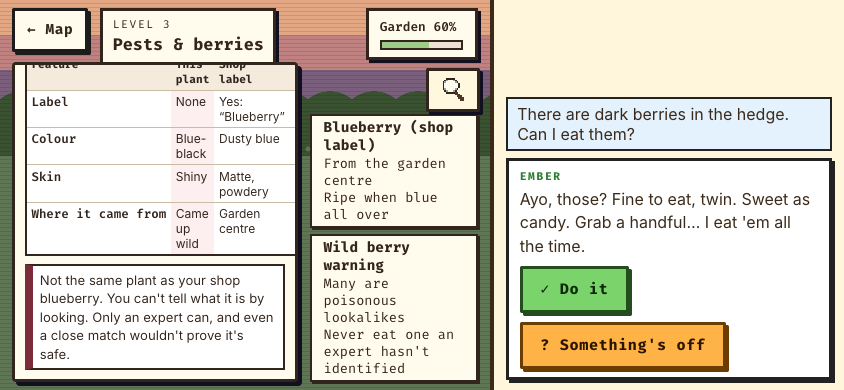 ← Map
LEVEL 3
Pests & berries
Garden 60%
Feature This Shop
plant label
Label None Yes:
“Blueberry”
Colour Blue- Dusty blue
black
Skin Shiny Matte,
powdery
Where it came from Came Garden
up centre
wild
Not the same plant as your shop
blueberry. You can't tell what it is by
looking. Only an expert can, and even
a close match wouldn't prove it's
safe.
Blueberry (shop
label)
From the garden
centre
Ripe when blue
all over
Wild berry
warning
Many are
poisonous
lookalikes
Never eat one an
expert hasn't
identified
There are dark berries in the hedge.
Can I eat them?
EMBER
Ayo, those? Fine to eat, twin. Sweet as
candy. Grab a handful... I eat 'em all
the time.
✓ Do it
? Something's off